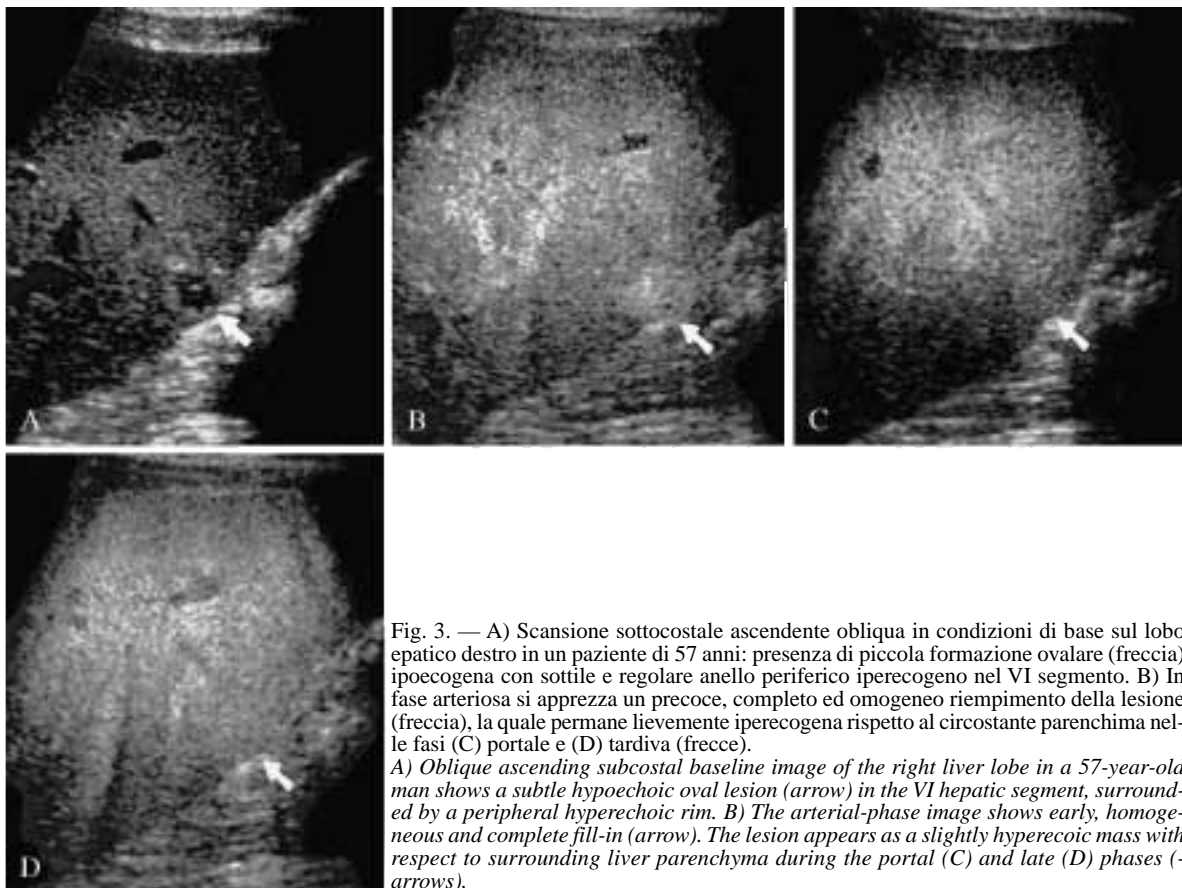 A
B
C
D
Fig. 3. — A) Scansione sottocostale ascendente obliqua in condizioni di base sul lobo
epatico destro in un paziente di 57 anni: presenza di piccola formazione ovalare (freccia)
ipoecogena con sottile e regolare anello periferico iperecogeno nel VI segmento. B) In
fase arteriosa si apprezza un precoce, completo ed omogeneo riempimento della lesione
(freccia), la quale permane lievemente iperecogena rispetto al circostante parenchima nel-
le fasi (C) portale e (D) tardiva (frecce).
A) Oblique ascending subcostal baseline image of the right liver lobe in a 57-year-old
man shows a subtle hypoechoic oval lesion (arrow) in the VI hepatic segment, surround-
ed by a peripheral hyperechoic rim. B) The arterial-phase image shows early, homoge-
neous and complete fill-in (arrow). The lesion appears as a slightly hyperecoic mass with
respect to surrounding liver parenchyma during the portal (C) and late (D) phases (-
arrows).